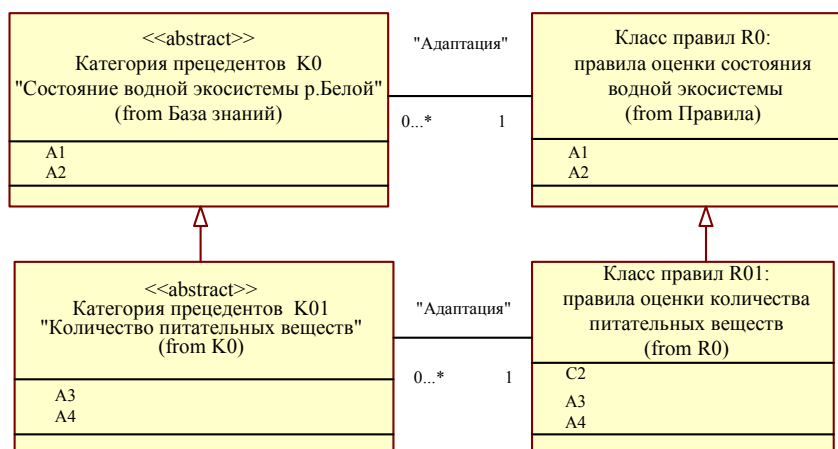 <<abstract>>
Категория прецедентов K0
"Состояние водной экосистемы р.Белой"
(from База знаний)
A1
A2
"Адаптация"
0...* 1
Класс правил R0:
правила оценки состояния
водной экосистемы
(from Правила)
A1
A2
<<abstract>>
Категория прецедентов K01
"Количество питательных веществ"
(from K0)
A3
A4
"Адаптация"
0...* 1
Класс правил R01:
правила оценки количества
питательных веществ
(from R0)
C2
A3
A4